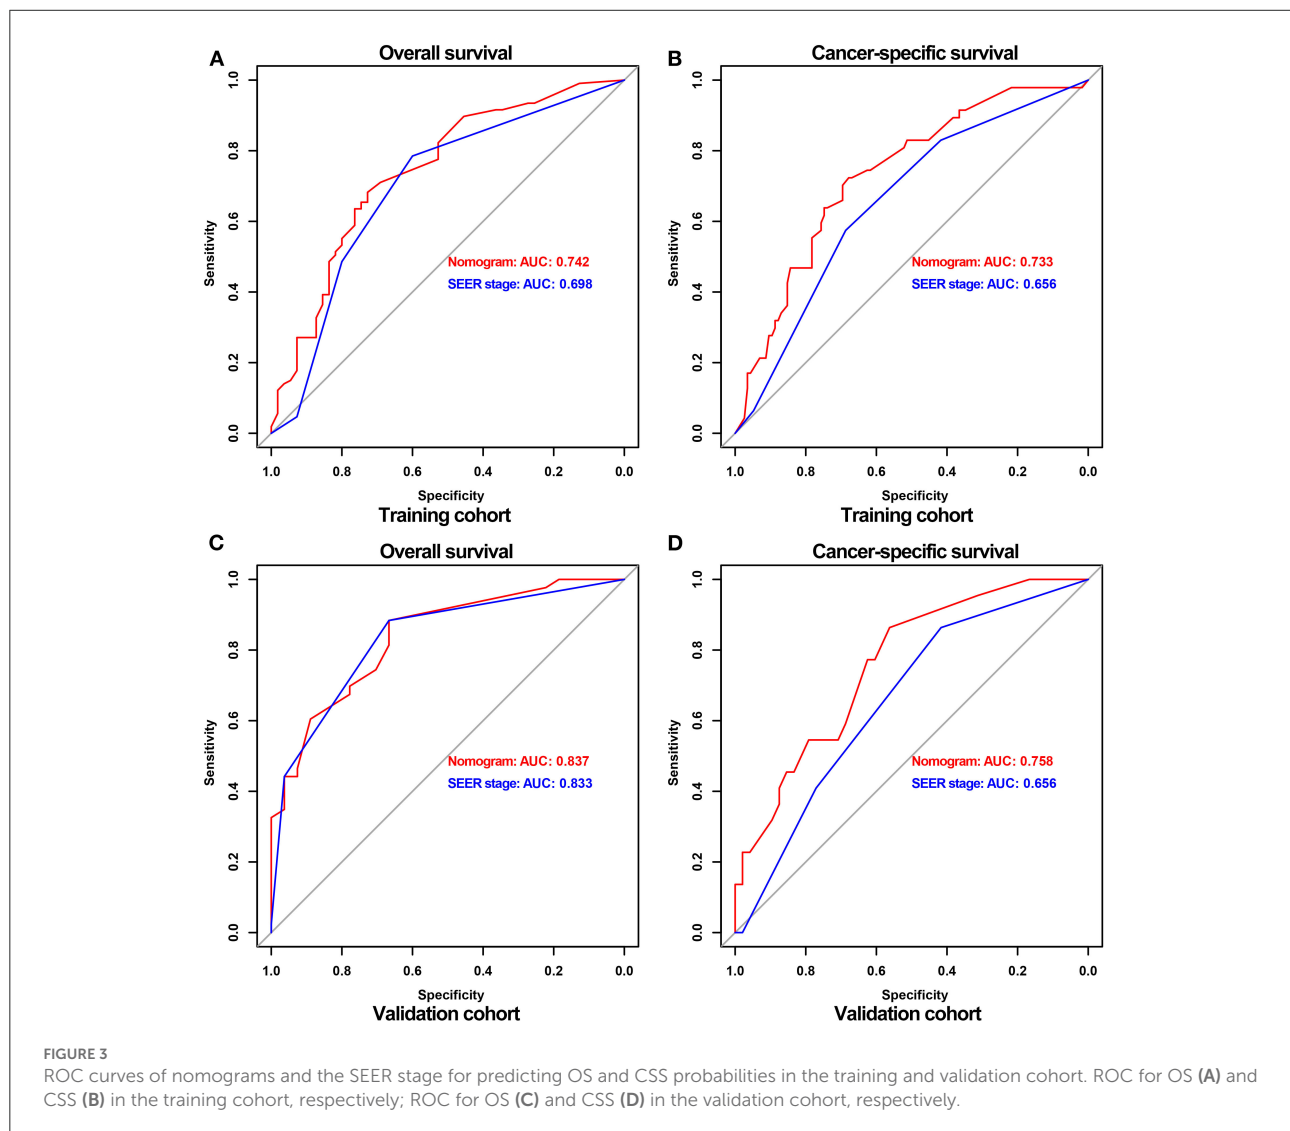 A
Overall survival
1.0
0.8
0.6
0.4
0.2
0.0
Sensitivity
Nomogram: AUC: 0.742
SEER stage: AUC: 0.698
1.0 0.8 0.6 0.4 0.2 0.0
Specificity
Training cohort
B
Cancer-specific survival
1.0
0.8
0.6
0.4
0.2
0.0
Sensitivity
Nomogram: AUC: 0.733
SEER stage: AUC: 0.656
1.0 0.8 0.6 0.4 0.2 0.0
Specificity
Training cohort
C
Overall survival
1.0
0.8
0.6
0.4
0.2
0.0
Sensitivity
Nomogram: AUC: 0.837
SEER stage: AUC: 0.833
1.0 0.8 0.6 0.4 0.2 0.0
Specificity
Validation cohort
D
Cancer-specific survival
1.0
0.8
0.6
0.4
0.2
0.0
Sensitivity
Nomogram: AUC: 0.758
SEER stage: AUC: 0.656
1.0 0.8 0.6 0.4 0.2 0.0
Specificity
Validation cohort
FIGURE 3
ROC curves of nomograms and the SEER stage for predicting OS and CSS probabilities in the training and validation cohort. ROC for OS (A) and
CSS (B) in the training cohort, respectively; ROC for OS (C) and CSS (D) in the validation cohort, respectively.